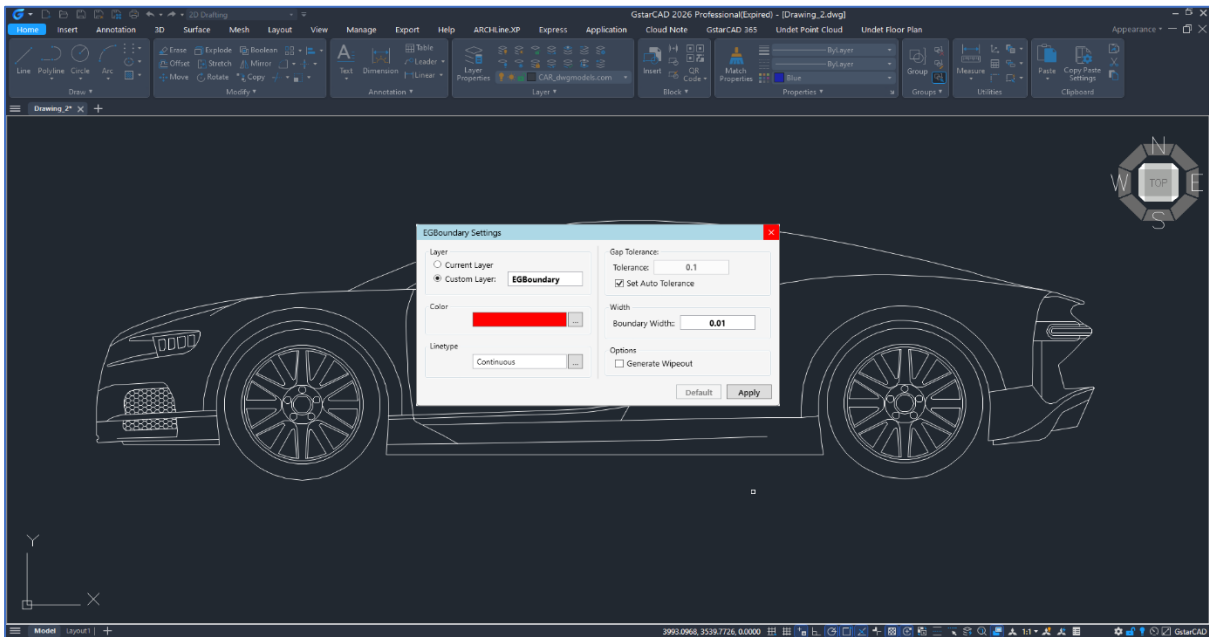 2D Drafting
GstarCAD 2026 Professional(Expired) - [Drawing_2.dwg]
Home Insert Annotation 3D Surface Mesh Layout View Manage Export Help ARCHLine.XP Express Application Cloud Note GstarCAD 365 Undet Point Cloud Undet Floor Plan Appearance
Line Polyline Circle Arc
Erase Explode Boolean
Offset Stretch Mirror
Move Rotate Copy
Text Dimension
Table
Leader
Linear
Layer Properties
CAR_dwgmodels.com
Insert
QR Code
Match Properties
ByLayer
ByLayer
Blue
Group
Measure
Paste
Copy Paste Settings
Draw Modify Annotation Layer Block Properties Groups Utilities Clipboard
Drawing_2*
N
W TOP E
S
EGBoundary Settings
Layer
Current Layer
Custom Layer: EGBoundary
Color
...
Linetype
Continuous ...
Gap Tolerance:
Tolerance: 0.1
Set Auto Tolerance
Width
Boundary Width: 0.01
Options
Generate Wipeout
Default Apply
Y
X
Model Layout1
3993.0968, 3539.7726, 0.0000
1:1
GstarCAD